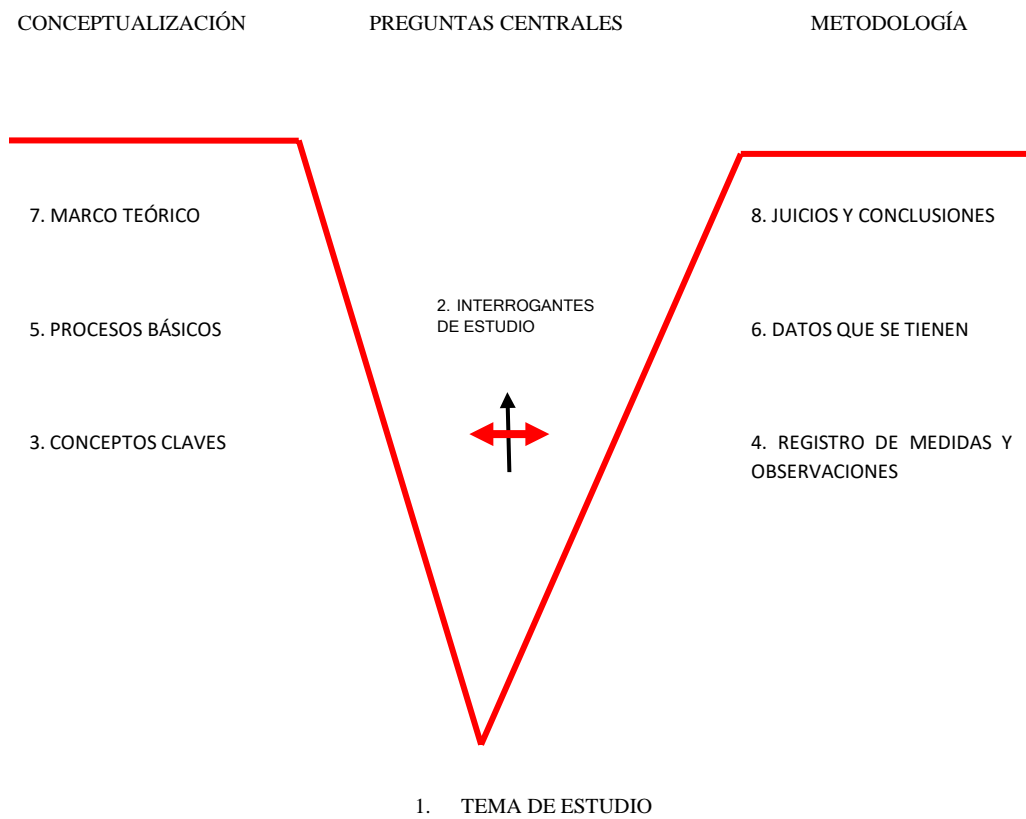 CONCEPTUALIZACIÓN
PREGUNTAS CENTRALES
METODOLOGÍA
7. MARCO TEÓRICO
8. JUICIOS Y CONCLUSIONES
2. INTERROGANTES
DE ESTUDIO
5. PROCESOS BÁSICOS
6. DATOS QUE SE TIENEN
3. CONCEPTOS CLAVES
4. REGISTRO DE MEDIDAS Y
OBSERVACIONES
1. TEMA DE ESTUDIO